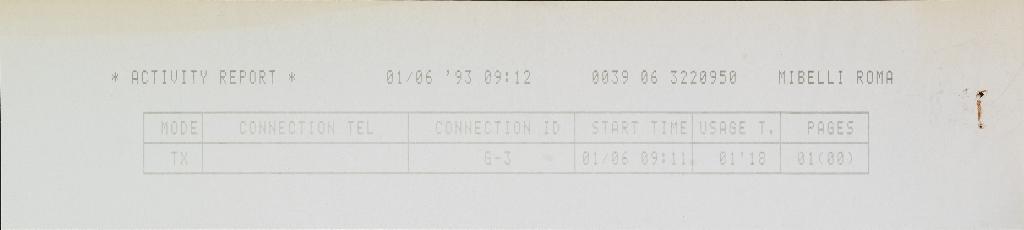 * ACTIVITY REPORT * 01/06 '93 09:12 0039 06 3220950 MIBELLI ROMA
MODE CONNECTION TEL CONNECTION ID START TIME USAGE T. PAGES
TX G-3 01/06 09:11 01'18 01(00)